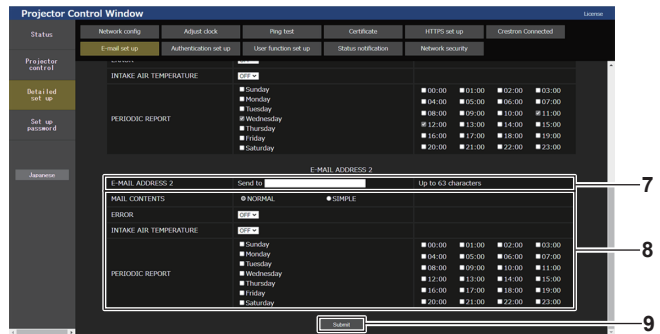 Projector Control Window
License
Status
Projector control
Detailed set up
Set up password
Japanese
Network config Adjust clock Ping test Certificate HTTPS set up Crestron Connected
E-mail set up Authentication set up User function set up Status notification Network security
ERROR OFF
INTAKE AIR TEMPERATURE OFF
PERIODIC REPORT
Sunday 00:00 01:00 02:00 03:00
Monday 04:00 05:00 06:00 07:00
Tuesday
Wednesday 08:00 09:00 10:00 11:00
Thursday 12:00 13:00 14:00 15:00
Friday 16:00 17:00 18:00 19:00
Saturday 20:00 21:00 22:00 23:00
E-MAIL ADDRESS 2
E-MAIL ADDRESS 2 Send to Up to 63 characters
7
MAIL CONTENTS NORMAL SIMPLE
ERROR OFF
INTAKE AIR TEMPERATURE OFF
8
PERIODIC REPORT
Sunday 00:00 01:00 02:00 03:00
Monday 04:00 05:00 06:00 07:00
Tuesday
Wednesday 08:00 09:00 10:00 11:00
Thursday 12:00 13:00 14:00 15:00
Friday 16:00 17:00 18:00 19:00
Saturday 20:00 21:00 22:00 23:00
Submit
9